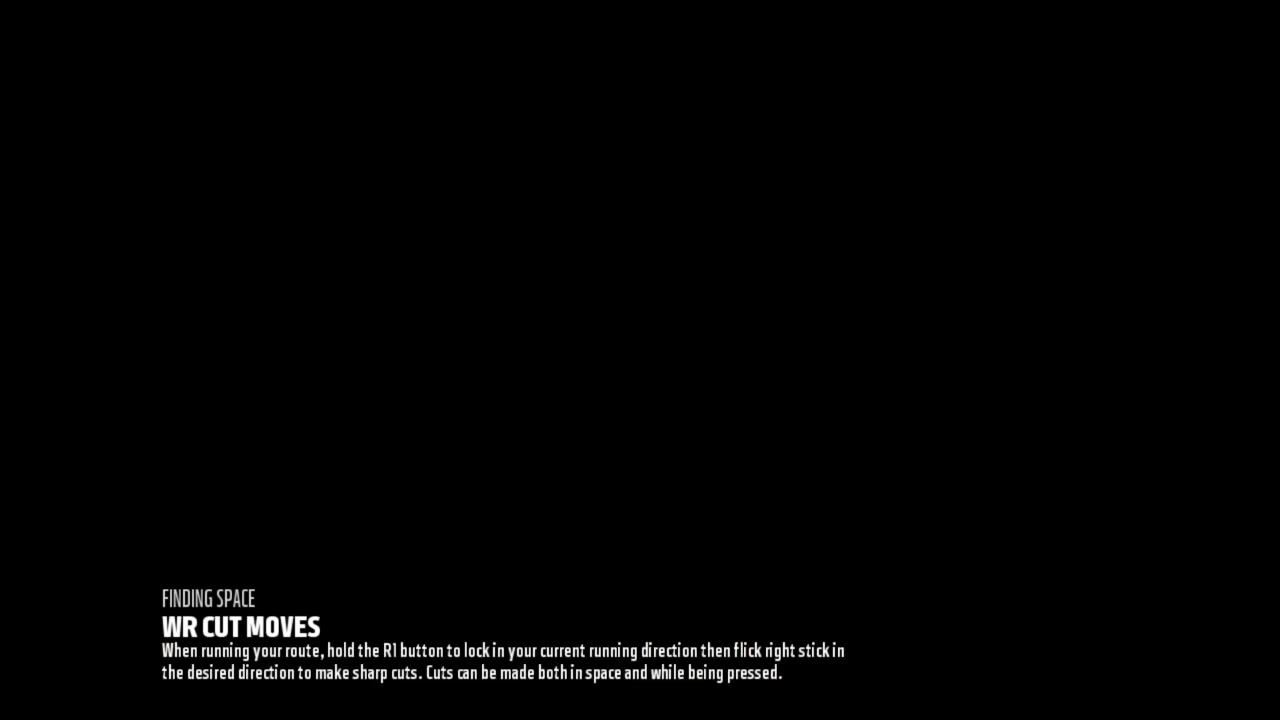 FINDING SPACE
WR CUT MOVES
When running your route, hold the R1 button to lock in your current running direction then flick right stick in
the desired direction to make sharp cuts. Cuts can be made both in space and while being pressed.